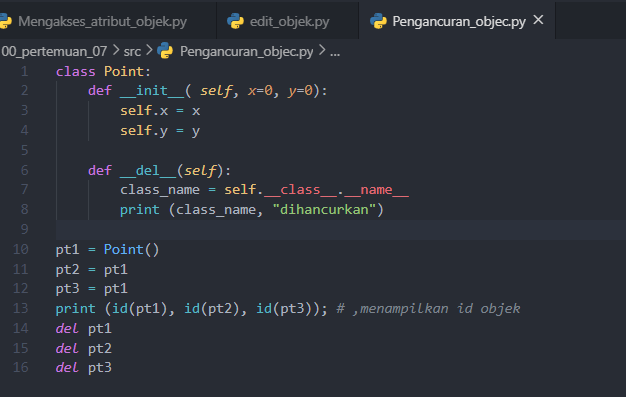 Mengakses_atribut_objek.py edit_objek.py Pengancuran_objec.py ×
00_pertemuan_07 > src > Pengancuran_objec.py > ...
1 class Point:
2 def __init__( self, x=0, y=0):
3 self.x = x
4 self.y = y
5
6 def __del__(self):
7 class_name = self.__class__.__name__
8 print (class_name, "dihancurkan")
9
10 pt1 = Point()
11 pt2 = pt1
12 pt3 = pt1
13 print (id(pt1), id(pt2), id(pt3)); # ,menampilkan id objek
14 del pt1
15 del pt2
16 del pt3